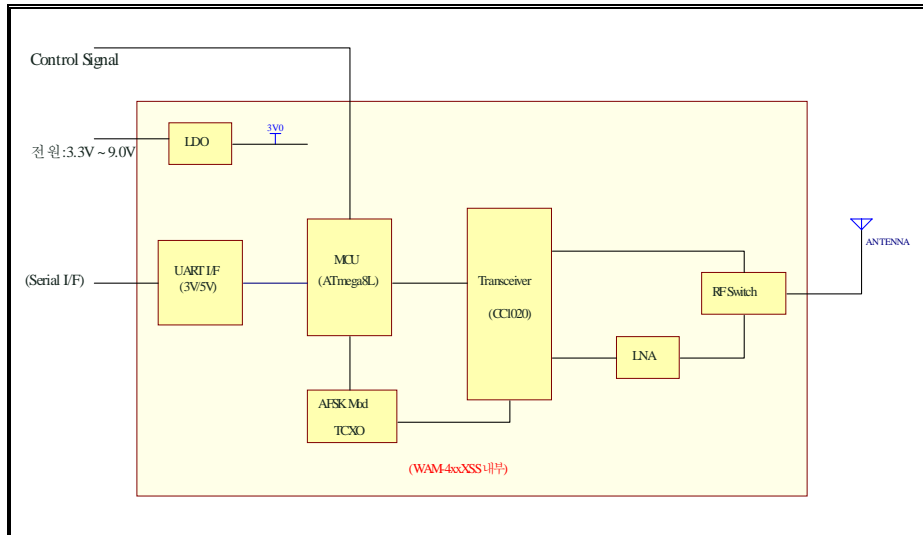 Control Signal
전원:3.3V ~ 9.0V
LDO
3V0
(Serial I/F)
UART I/F
(3V/5V)
MCU
(ATmega8L)
Transceiver
(CC1020)
RF Switch
ANTENNA
LNA
AFSK Mod
TCXO
(WAM-4xxXSS 내부)